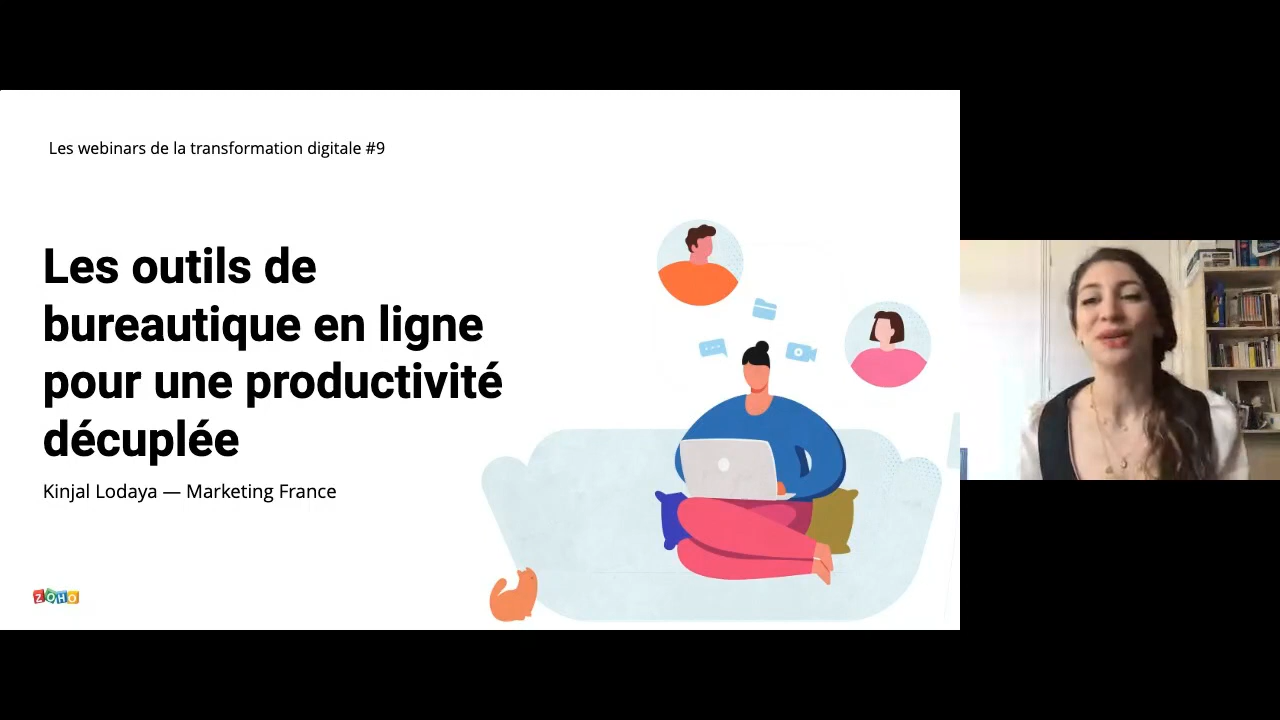 Les webinars de la transformation digitale #9
Les outils de
bureautique en ligne
pour une productivité
décuplée
Kinjal Lodaya — Marketing France
ZOHO